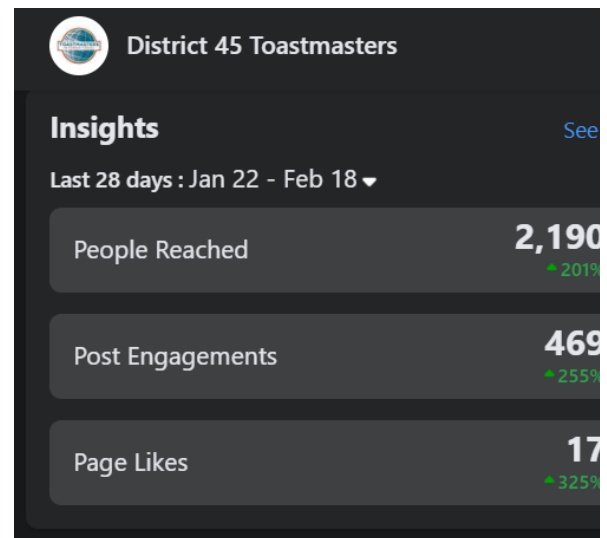 District 45 Toastmasters
Insights
See
Last 28 days : Jan 22 - Feb 18
People Reached
2,190
201%
Post Engagements
469
255%
Page Likes
17
325%